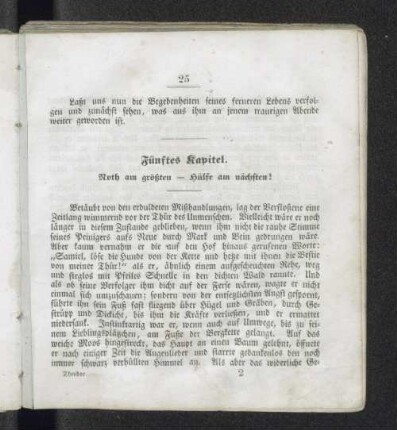 25
Laßt uns nun die Begebenheiten seines ferneren Lebens verfol-
gen und zunächst sehen, was aus ihm an jenem traurigen Abende
weiter geworden ist.
Fünftes Kapitel.
Noth am größten — Hülfe am nächsten!
Betäubt von den erduldeten Mißhandlungen, lag der Verstoßene eine
Zeitlang wimmernd vor der Thür des Unmenschen. Vielleicht wäre er noch
länger in diesem Zustande geblieben, wenn ihm nicht die rauhe Stimme
seines Peinigers aufs Neue durch Mark und Bein gedrungen wäre.
Aber kaum vernahm er die auf den Hof hinaus gerufenen Worte:
„Samiel, löse die Hunde von der Kette und hetze mit ihnen die Bestie
von meiner Thür!“ als er, ähnlich einem aufgescheuchten Rehe, weg
und sieglos mit Pfeiles Schnelle in den dichten Wald rannte. Und
als ob seine Verfolger ihm dicht auf der Ferse wären, wagte er nicht
einmal sich umzuschauen; sondern von der entsetzlichsten Angst gespornt,
führte ihn sein Fuß fast fliegend über Hügel und Gräben, durch Ge-
strüpp und Dickicht, bis ihn die Kräfte verließen, und er ermattet
niedersank. Instinktartig war er, wenn auch auf Umwege, bis zu sei-
nem Lieblingsplätzchen, am Fuße der Bergkette gelangt. Auf das
weiche Moos hingestreckt, das Haupt an einen Baum gelehnt, öffnete
er nach einiger Zeit die Augenlieder und starrte gedankenlos den noch
immer schwarz verhüllten Himmel an. Als aber das widerliche Ge-
Theodor.
2